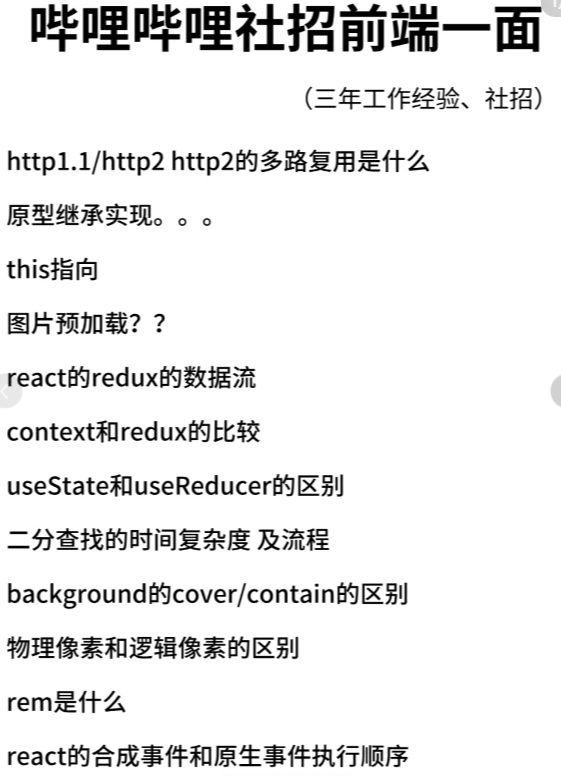 哔哩哔哩社招前端一面
（三年工作经验、社招）
http1.1/http2 http2的多路复用是什么
原型继承实现。。。
this指向
图片预加载？？
react的redux的数据流
context和redux的比较
useState和useReducer的区别
二分查找的时间复杂度 及流程
background的cover/contain的区别
物理像素和逻辑像素的区别
rem是什么
react的合成事件和原生事件执行顺序